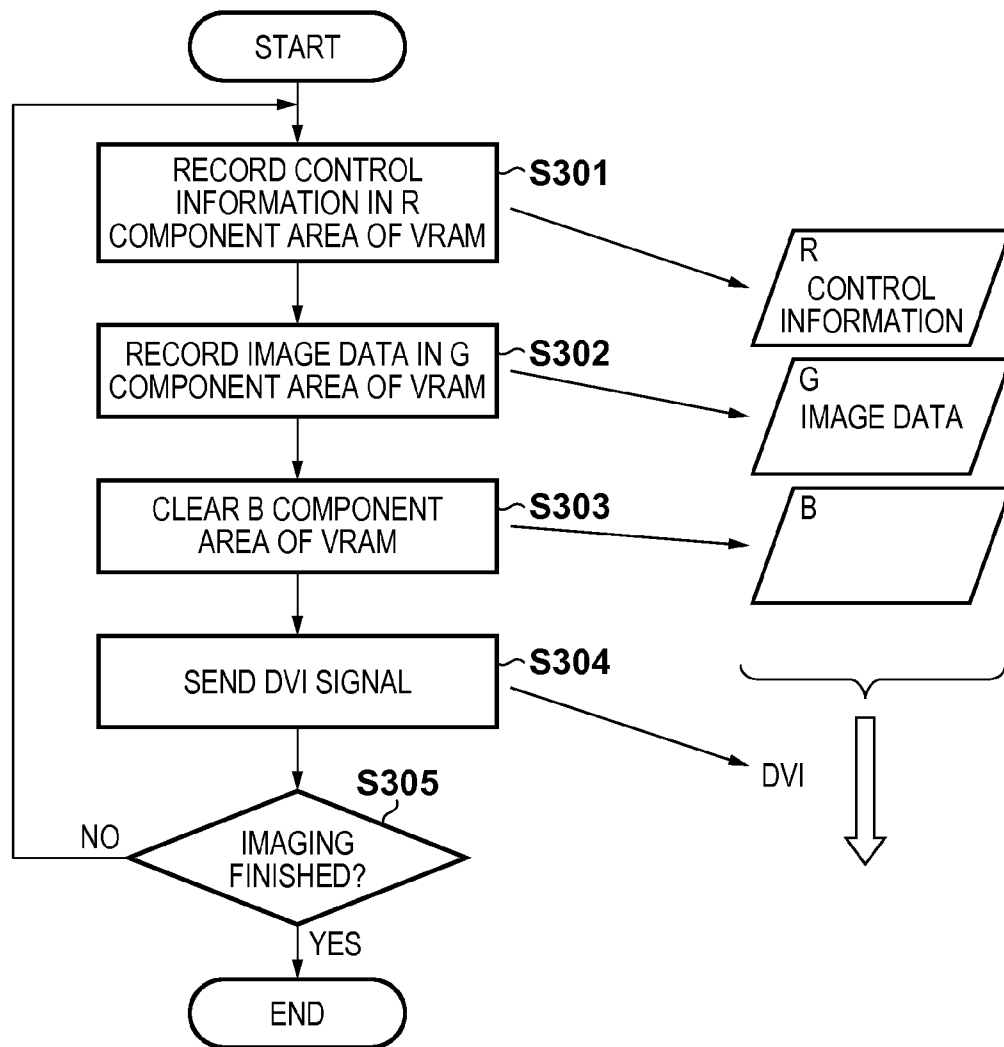 START
RECORD CONTROL
INFORMATION IN R
COMPONENT AREA OF VRAM
S301
R
CONTROL
INFORMATION
RECORD IMAGE DATA IN G
COMPONENT AREA OF VRAM
S302
G
IMAGE DATA
CLEAR B COMPONENT
AREA OF VRAM
S303
B
SEND DVI SIGNAL
S304
DVI
S305
IMAGING
FINISHED?
NO
YES
END